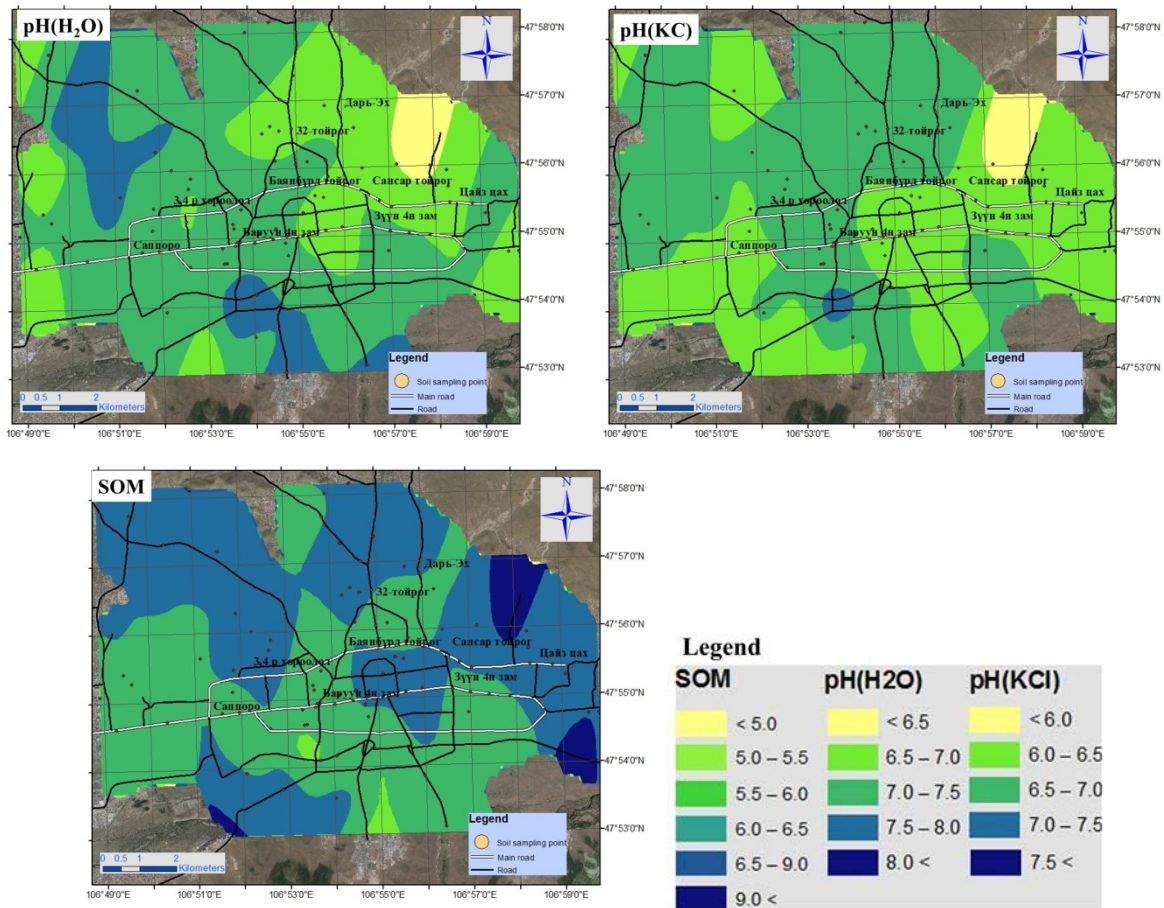 pH(H₂O)
N
47°58'0"N
47°57'0"N
47°56'0"N
47°55'0"N
47°54'0"N
47°53'0"N
Дарь-Эх
32-тойрог
Баянбүрд тойрог
Сансар тойрог
Цайз цах
3,4 р хороолол
Зүүн 4н зам
Баруун 4н зам
Саппоро
Legend
Soil sampling point
Main road
Road
0 0.5 1 2
Kilometers
106°49'0"E 106°51'0"E 106°53'0"E 106°55'0"E 106°57'0"E 106°59'0"E
pH(KC)
N
47°58'0"N
47°57'0"N
47°56'0"N
47°55'0"N
47°54'0"N
47°53'0"N
Дарь-Эх
32-тойрог
Баянбүрд тойрог
Сансар тойрог
Цайз цах
3,4 р хороолол
Зүүн 4н зам
Баруун 4н зам
Саппоро
Legend
Soil sampling point
Main road
Road
0 0.5 1 2
Kilometers
106°49'0"E 106°51'0"E 106°53'0"E 106°55'0"E 106°57'0"E 106°59'0"E
SOM
N
47°58'0"N
47°57'0"N
47°56'0"N
47°55'0"N
47°54'0"N
47°53'0"N
Дарь-Эх
32-тойрог
Баянбүрд тойрог
Сансар тойрог
Цайз цах
3,4 р хороолол
Зүүн 4н зам
Баруун 4н зам
Саппоро
Legend
Soil sampling point
Main road
Road
0 0.5 1 2
Kilometers
106°49'0"E 106°51'0"E 106°53'0"E 106°55'0"E 106°57'0"E 106°59'0"E
Legend
SOM pH(H2O) pH(KCl)
< 5.0 < 6.5 < 6.0
5.0 – 5.5 6.5 – 7.0 6.0 – 6.5
5.5 – 6.0 7.0 – 7.5 6.5 – 7.0
6.0 – 6.5 7.5 – 8.0 7.0 – 7.5
6.5 – 9.0 8.0 < 7.5 <
9.0 <